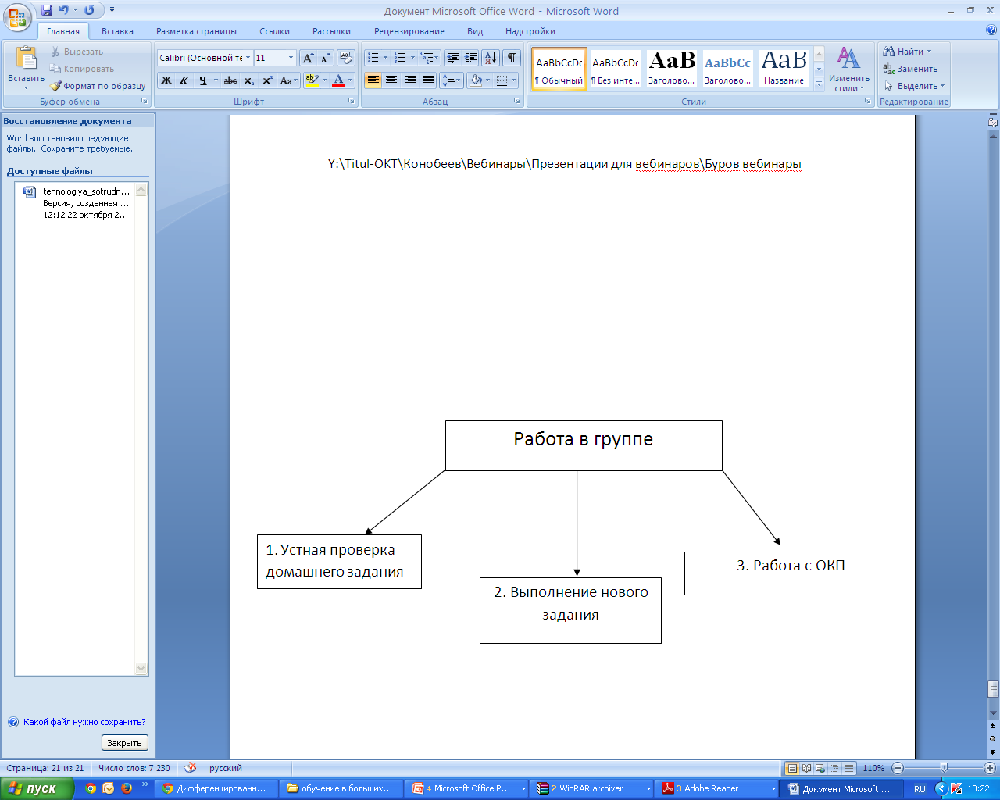 Документ Microsoft Office Word - Microsoft Word
Главная Вставка Разметка страницы Ссылки Рассылки Рецензирование Вид Надстройки
Вставить
Вырезать
Копировать
Формат по образцу
Буфер обмена
Calibri (Основной те 11
Ж К Ч abc x₂ x² Aa
Шрифт
Абзац
AaBbCcDc AaBbCcDc AaB AaBbCc AaB
¶ Обычный ¶ Без инте... Заголово... Заголово... Название
Изменить
стили
Стили
Найти
Заменить
Выделить
Редактирование
Восстановление документа
Word восстановил следующие
файлы. Сохраните требуемые.
Доступные файлы
tehnologiya_sotrudn...
Версия, созданная ...
12:12 22 октября 2...
Какой файл нужно сохранить?
Закрыть
Y:\Titul-OKT\Конобеев\Вебинары\Презентации для вебинаров\Буров вебинары
Работа в группе
1. Устная проверка
домашнего задания
2. Выполнение нового
задания
3. Работа с ОКП
Страница: 21 из 21 Число слов: 7 230 русский 110%
пуск Дифференцированн... обучение в больших... 4 Microsoft Office P... 2 WinRAR archiver 3 Adobe Reader Документ Microsoft ... RU 10:22